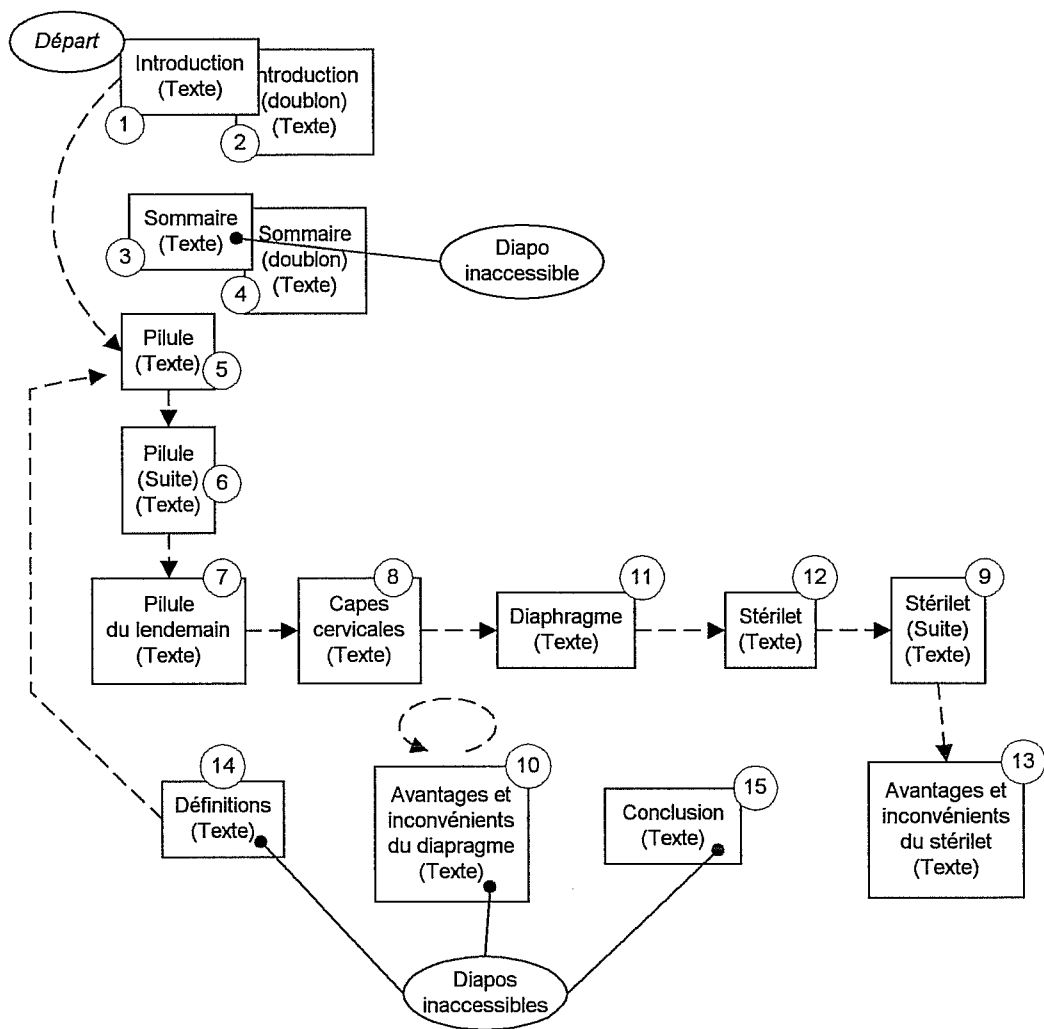 Départ
Introduction
(Texte)
1
ntroduction
(doublon)
(Texte)
2
Sommaire
(Texte)
3
Sommaire
(doublon)
(Texte)
4
Diapo
inaccessible
Pilule
(Texte)
5
Pilule
(Suite)
(Texte)
6
7
Pilule
du lendemain
(Texte)
8
Capes
cervicales
(Texte)
11
Diaphragme
(Texte)
12
Stérilet
(Texte)
9
Stérilet
(Suite)
(Texte)
14
Définitions
(Texte)
10
Avantages et
inconvénients
du diapragme
(Texte)
15
Conclusion
(Texte)
13
Avantages et
inconvénients
du stérilet
(Texte)
Diapos
inaccessibles